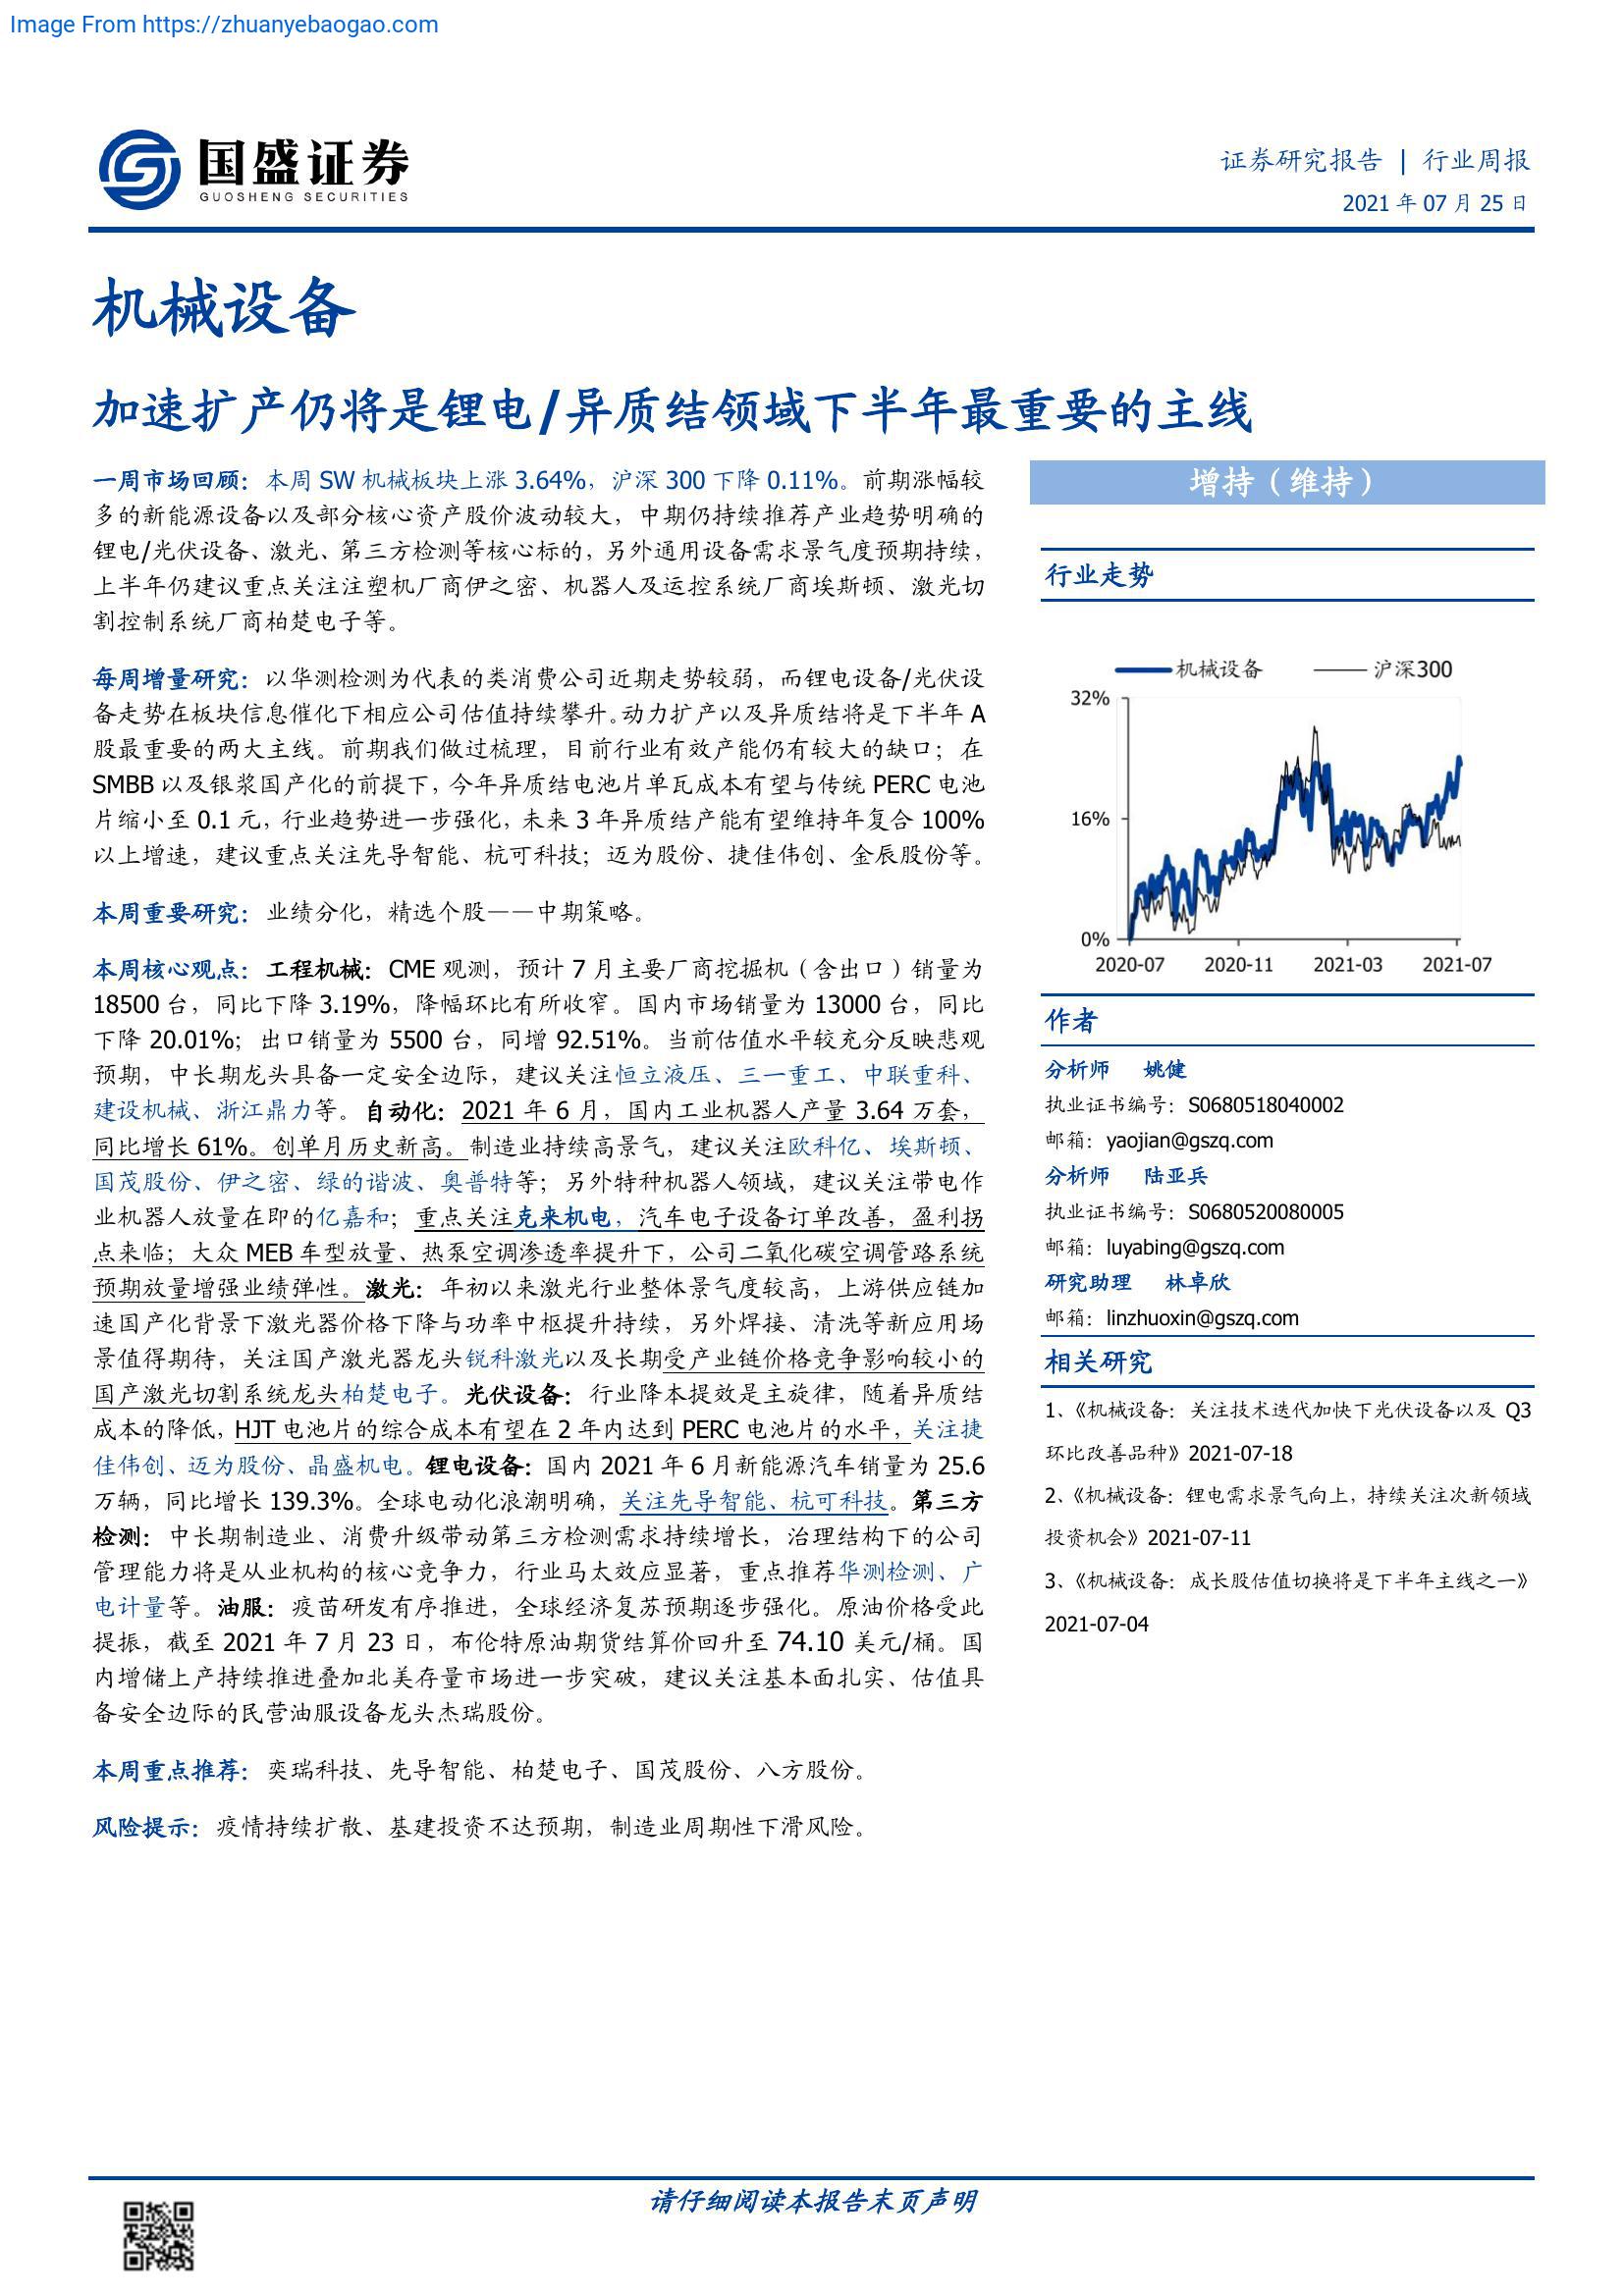 Image From https://zhuanyebaogao.com
国盛证券
GUOSHENG SECURITIES
证券研究报告 | 行业周报
2021 年 07 月 25 日
机械设备
加速扩产仍将是锂电/异质结领域下半年最重要的主线
一周市场回顾：本周 SW 机械板块上涨 3.64%，沪深 300 下降 0.11%。前期涨幅较
多的新能源设备以及部分核心资产股价波动较大，中期仍持续推荐产业趋势明确的
锂电/光伏设备、激光、第三方检测等核心标的，另外通用设备需求景气度预期持续，
上半年仍建议重点关注注塑机厂商伊之密、机器人及运控系统厂商埃斯顿、激光切
割控制系统厂商柏楚电子等。
每周增量研究：以华测检测为代表的类消费公司近期走势较弱，而锂电设备/光伏设
备走势在板块信息催化下相应公司估值持续攀升。动力扩产以及异质结将是下半年 A
股最重要的两大主线。前期我们做过梳理，目前行业有效产能仍有较大的缺口；在
SMBB 以及银浆国产化的前提下，今年异质结电池片单瓦成本有望与传统 PERC 电池
片缩小至 0.1 元，行业趋势进一步强化，未来 3 年异质结产能有望维持年复合 100%
以上增速，建议重点关注先导智能、杭可科技；迈为股份、捷佳伟创、金辰股份等。
本周重要研究：业绩分化，精选个股——中期策略。
本周核心观点：工程机械：CME 观测，预计 7 月主要厂商挖掘机（含出口）销量为
18500 台，同比下降 3.19%，降幅环比有所收窄。国内市场销量为 13000 台，同比
下降 20.01%；出口销量为 5500 台，同增 92.51%。当前估值水平较充分反映悲观
预期，中长期龙头具备一定安全边际，建议关注恒立液压、三一重工、中联重科、
建设机械、浙江鼎力等。自动化：2021 年 6 月，国内工业机器人产量 3.64 万套，
同比增长 61%。创单月历史新高。制造业持续高景气，建议关注欧科亿、埃斯顿、
国茂股份、伊之密、绿的谐波、奥普特等；另外特种机器人领域，建议关注带电作
业机器人放量在即的亿嘉和；重点关注克来机电，汽车电子设备订单改善，盈利拐
点来临；大众 MEB 车型放量、热泵空调渗透率提升下，公司二氧化碳空调管路系统
预期放量增强业绩弹性。激光：年初以来激光行业整体景气度较高，上游供应链加
速国产化背景下激光器价格下降与功率中枢提升持续，另外焊接、清洗等新应用场
景值得期待，关注国产激光器龙头锐科激光以及长期受产业链价格竞争影响较小的
国产激光切割系统龙头柏楚电子。光伏设备：行业降本提效是主旋律，随着异质结
成本的降低，HJT 电池片的综合成本有望在 2 年内达到 PERC 电池片的水平，关注捷
佳伟创、迈为股份、晶盛机电。锂电设备：国内 2021 年 6 月新能源汽车销量为 25.6
万辆，同比增长 139.3%。全球电动化浪潮明确，关注先导智能、杭可科技。第三方
检测：中长期制造业、消费升级带动第三方检测需求持续增长，治理结构下的公司
管理能力将是从业机构的核心竞争力，行业马太效应显著，重点推荐华测检测、广
电计量等。油服：疫苗研发有序推进，全球经济复苏预期逐步强化。原油价格受此
提振，截至 2021 年 7 月 23 日，布伦特原油期货结算价回升至 74.10 美元/桶。国
内增储上产持续推进叠加北美存量市场进一步突破，建议关注基本面扎实、估值具
备安全边际的民营油服设备龙头杰瑞股份。
本周重点推荐：奕瑞科技、先导智能、柏楚电子、国茂股份、八方股份。
风险提示：疫情持续扩散、基建投资不达预期，制造业周期性下滑风险。
增持（维持）
行业走势
机械设备 沪深300
32%
16%
0%
2020-07 2020-11 2021-03 2021-07
作者
分析师 姚健
执业证书编号：S0680518040002
邮箱：yaojian@gszq.com
分析师 陆亚兵
执业证书编号：S0680520080005
邮箱：luyabing@gszq.com
研究助理 林卓欣
邮箱：linzhuoxin@gszq.com
相关研究
1、《机械设备：关注技术迭代加快下光伏设备以及 Q3
环比改善品种》2021-07-18
2、《机械设备：锂电需求景气向上，持续关注次新领域
投资机会》2021-07-11
3、《机械设备：成长股估值切换将是下半年主线之一》
2021-07-04
请仔细阅读本报告末页声明